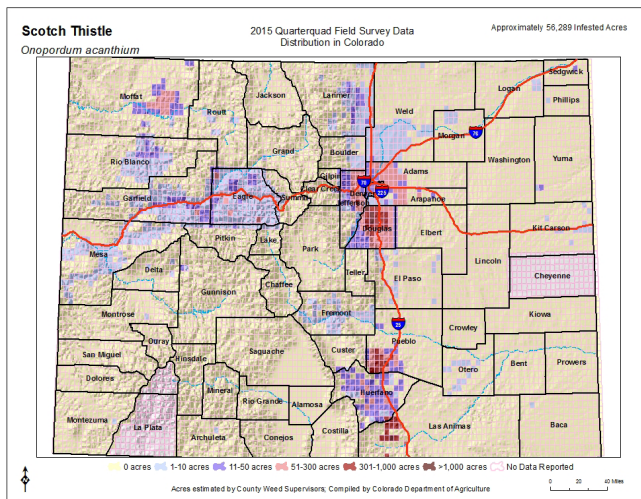 Scotch Thistle
Onopordum acanthium
2015 Quarterquad Field Survey Data
Distribution in Colorado
Approximately 56,289 Infested Acres
Moffat
Routt
Jackson
Larimer
Weld
Logan
Sedgwick
Phillips
Morgan
76
Washington
Yuma
Rio Blanco
Grand
Boulder
Gilpin
Clear Creek
Denver
Adams
70
225
Arapahoe
Jefferson
Garfield
Eagle
Summit
Douglas
Elbert
Kit Carson
Mesa
Pitkin
Lake
Park
Lincoln
Cheyenne
Delta
Gunnison
Chaffee
Teller
El Paso
Montrose
Fremont
25
Crowley
Kiowa
Ouray
San Miguel
Hinsdale
Saguache
Custer
Pueblo
Otero
Bent
Prowers
Dolores
Mineral
Rio Grande
Alamosa
Huerfano
Montezuma
La Plata
Archuleta
Conejos
Costilla
Las Animas
Baca
0 acres 1-10 acres 11-50 acres 51-300 acres 301-1,000 acres >1,000 acres No Data Reported
N
Acres estimated by County Weed Supervisors; Compiled by Colorado Department of Agriculture
0 20 40 Miles